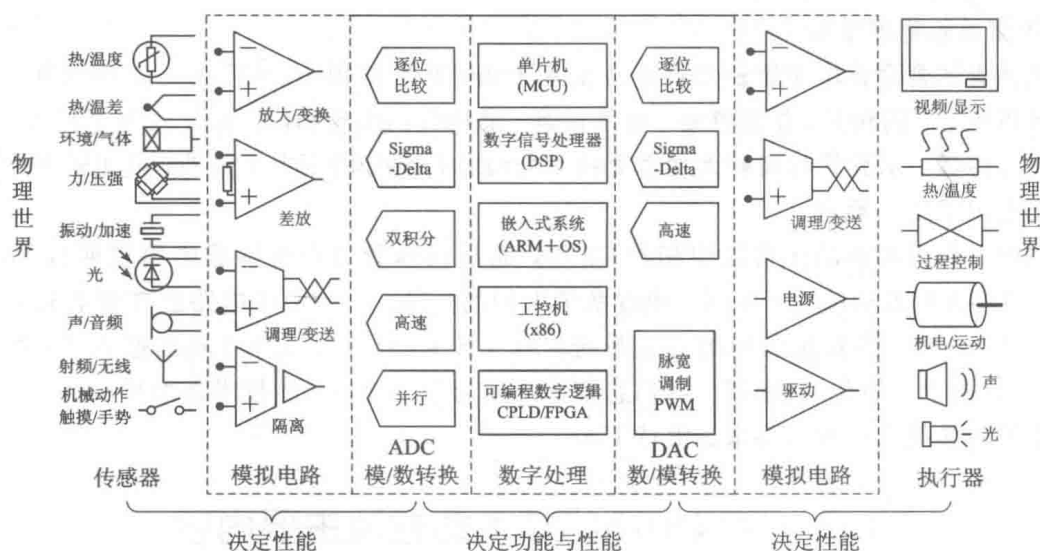 物理世界
热/温度
热/温差
环境/气体
力/压强
振动/加速
光
声/音频
射频/无线
机械动作
触摸/手势
传感器
放大/变换
差放
调理/变送
隔离
模拟电路
逐位
比较
Sigma
-Delta
双积分
高速
并行
ADC
模/数转换
单片机
(MCU)
数字信号处理器
(DSP)
嵌入式系统
(ARM+OS)
工控机
(x86)
可编程数字逻辑
CPLD/FPGA
数字处理
逐位
比较
Sigma
-Delta
高速
脉宽
调制
PWM
DAC
数/模转换
调理/变送
电源
驱动
模拟电路
视频/显示
热/温度
过程控制
机电/运动
声
光
执行器
物理世界
决定性能
决定功能与性能
决定性能